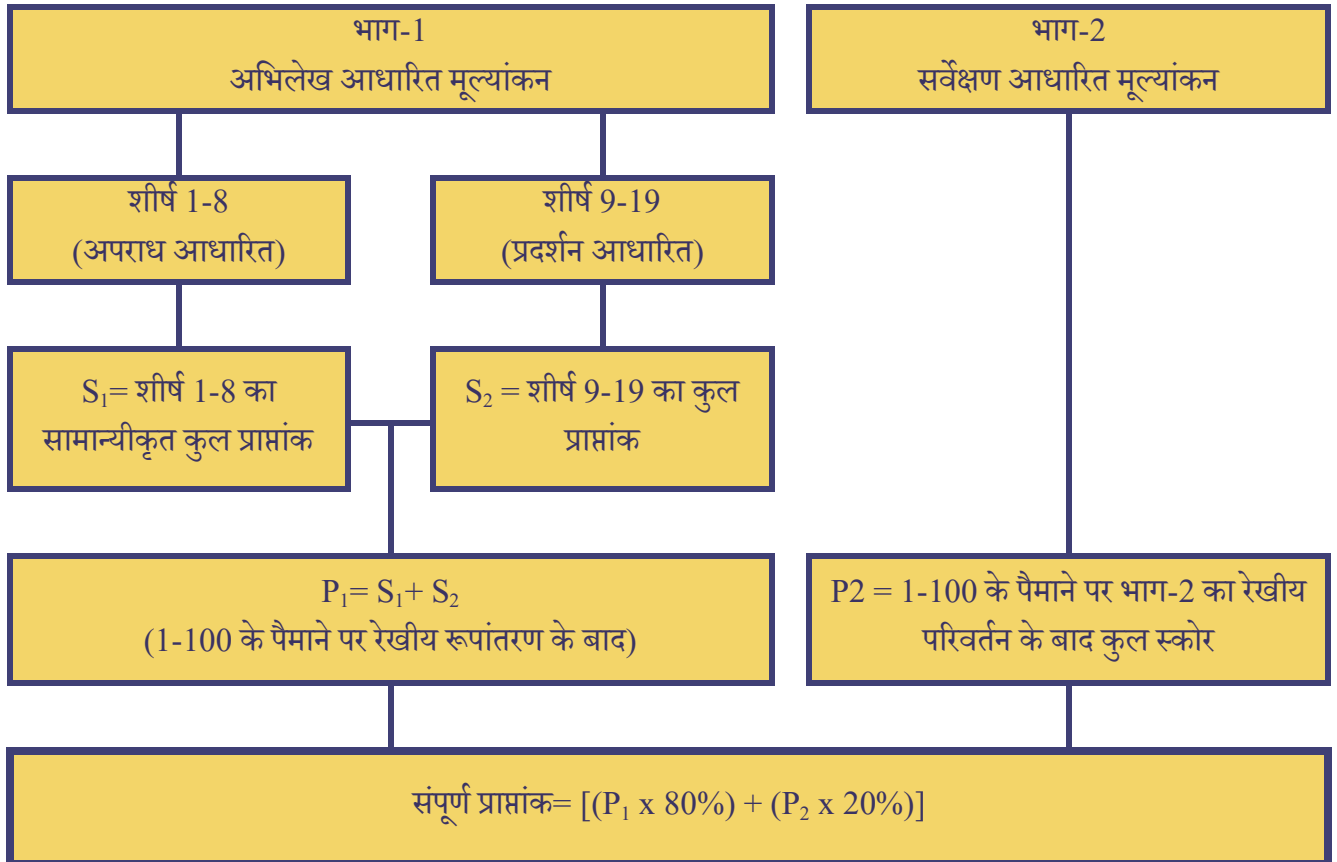 भाग-1
अभिलेख आधारित मूल्यांकन
भाग-2
सर्वेक्षण आधारित मूल्यांकन
शीर्ष 1-8
(अपराध आधारित)
शीर्ष 9-19
(प्रदर्शन आधारित)
S₁= शीर्ष 1-8 का
सामान्यीकृत कुल प्राप्तांक
S₂ = शीर्ष 9-19 का कुल
प्राप्तांक
P₁= S₁+ S₂
(1-100 के पैमाने पर रेखीय रूपांतरण के बाद)
P2 = 1-100 के पैमाने पर भाग-2 का रेखीय
परिवर्तन के बाद कुल स्कोर
संपूर्ण प्राप्तांक= [(P₁ x 80%) + (P₂ x 20%)]